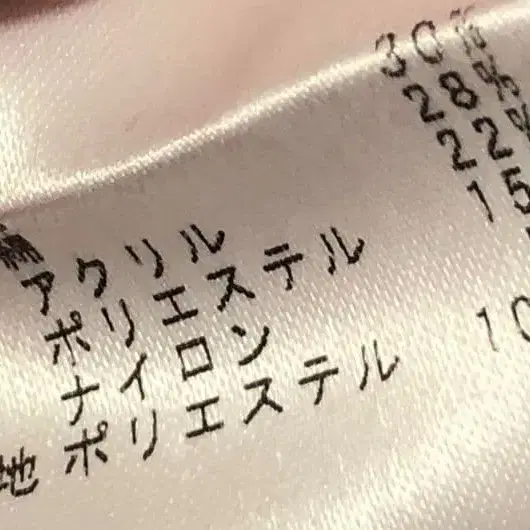 30%
綿 28%
アクリル 22
ポリエステル 15
ナイロン
地 ポリエステル 10